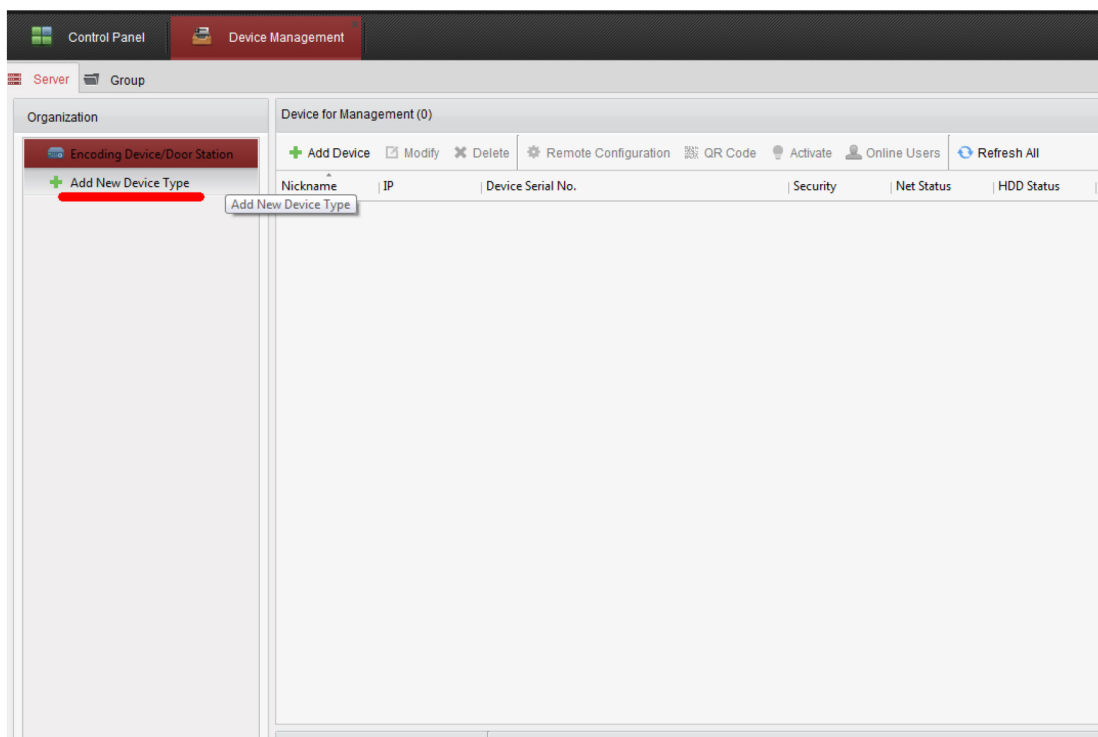 Control Panel Device Management
Server Group
Organization
Device for Management (0)
Encoding Device/Door Station
Add New Device Type
Add Device Modify Delete Remote Configuration QR Code Activate Online Users Refresh All
Nickname IP Device Serial No. Security Net Status HDD Status
Add New Device Type